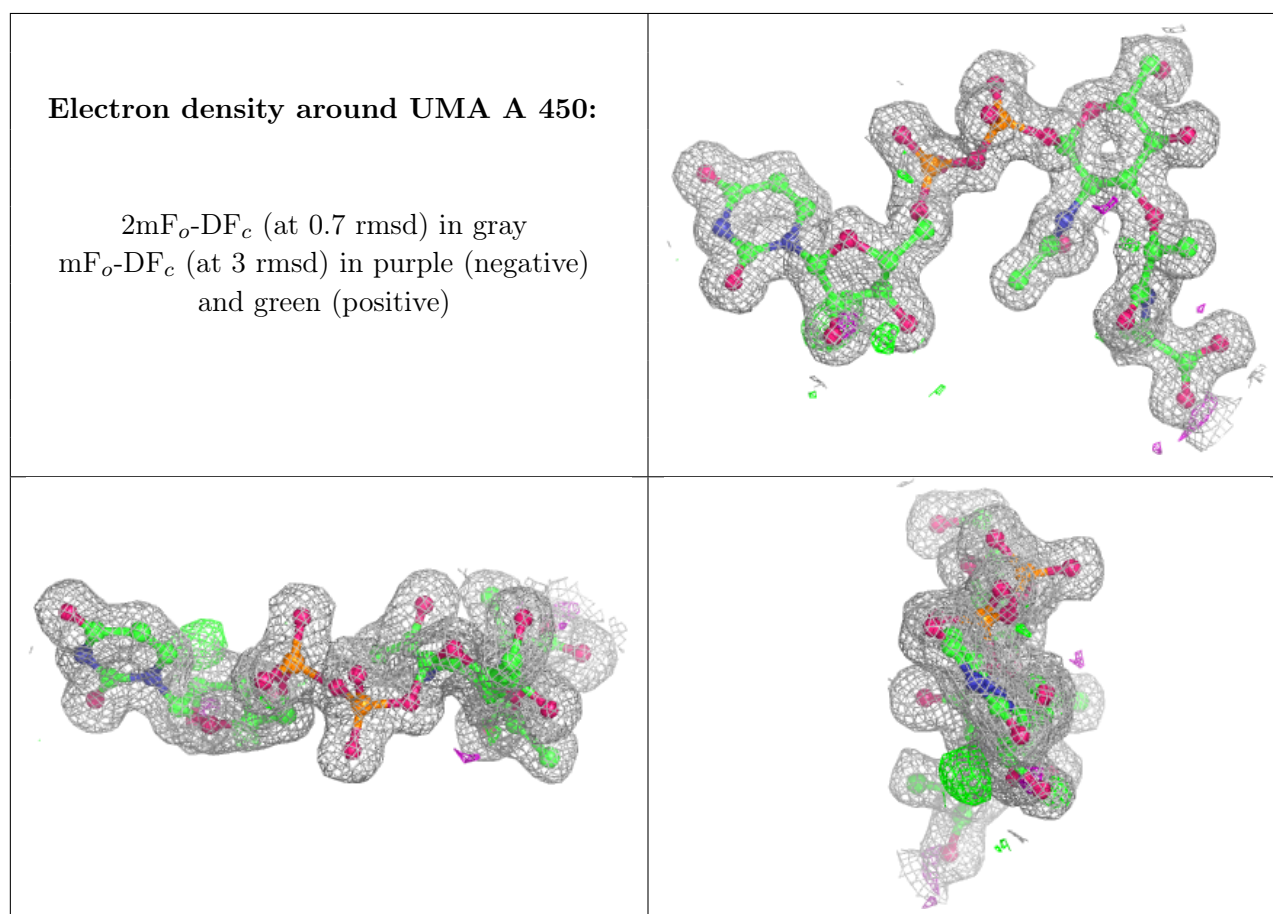 Electron density around UMA A 450:
2mFo-DFc (at 0.7 rmsd) in gray
mFo-DFc (at 3 rmsd) in purple (negative)
and green (positive)